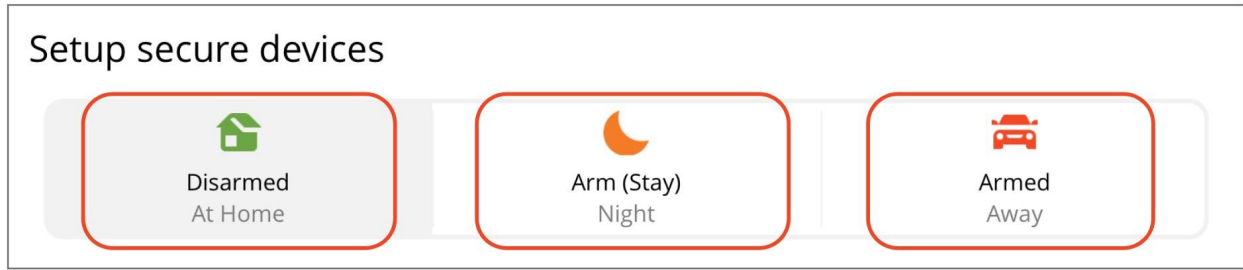 Setup secure devices
Disarmed
At Home
Arm (Stay)
Night
Armed
Away